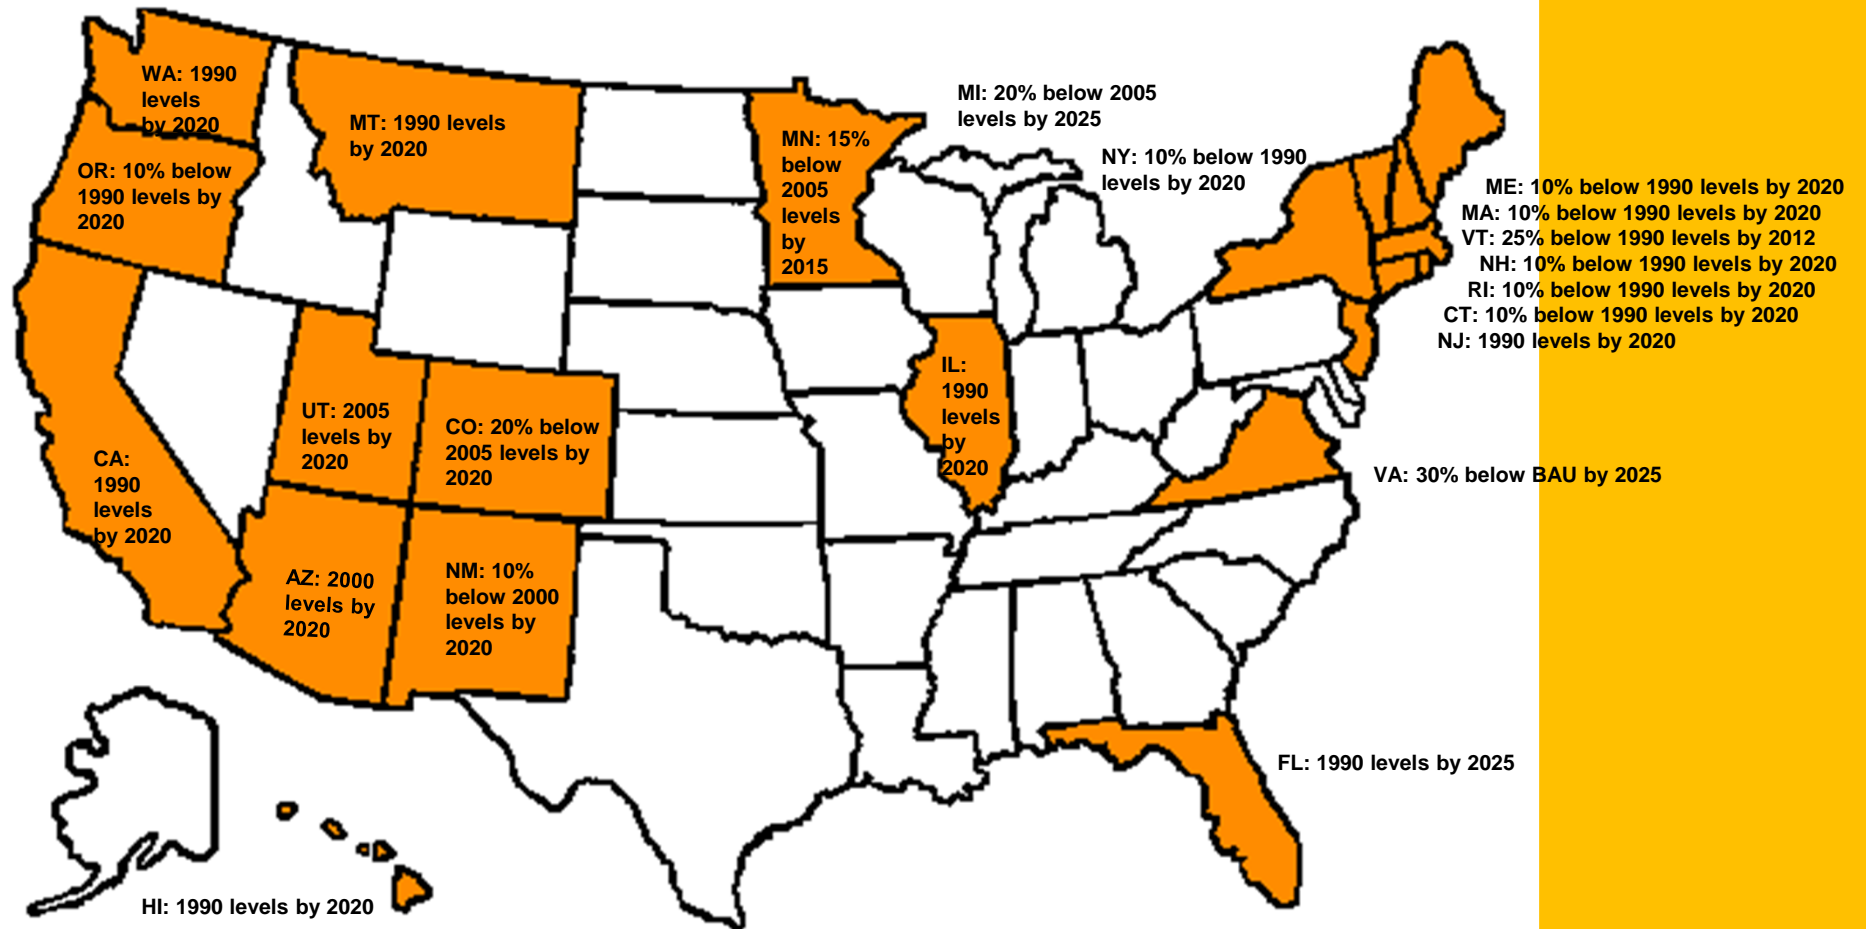 WA: 1990
levels
by 2020
MT: 1990 levels
by 2020
OR: 10% below
1990 levels by
2020
MN: 15%
below
2005
levels
by
2015
MI: 20% below 2005
levels by 2025
NY: 10% below 1990
levels by 2020
ME: 10% below 1990 levels by 2020
MA: 10% below 1990 levels by 2020
VT: 25% below 1990 levels by 2012
NH: 10% below 1990 levels by 2020
RI: 10% below 1990 levels by 2020
CT: 10% below 1990 levels by 2020
NJ: 1990 levels by 2020
IL:
1990
levels
by
2020
UT: 2005
levels by
2020
CO: 20% below
2005 levels by
2020
CA:
1990
levels
by 2020
VA: 30% below BAU by 2025
AZ: 2000
levels by
2020
NM: 10%
below 2000
levels by
2020
FL: 1990 levels by 2025
HI: 1990 levels by 2020